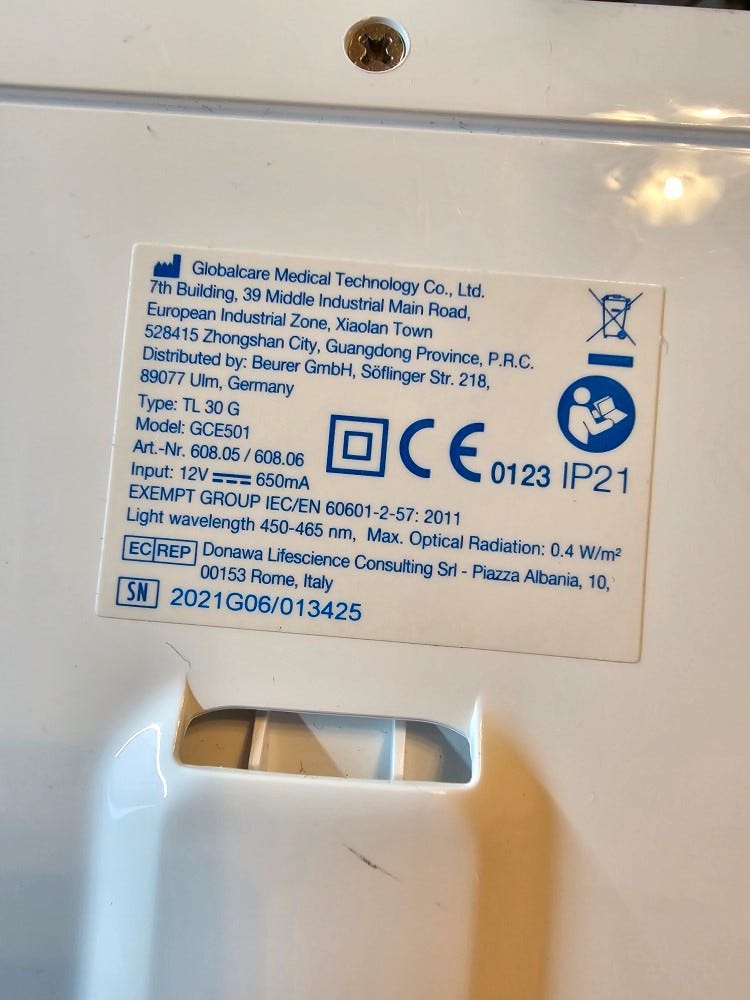 Globalcare Medical Technology Co., Ltd.
7th Building, 39 Middle Industrial Main Road,
European Industrial Zone, Xiaolan Town
528415 Zhongshan City, Guangdong Province, P.R.C.
Distributed by: Beurer GmbH, Söflinger Str. 218,
89077 Ulm, Germany
Type: TL 30 G
Model: GCE501
Art.-Nr. 608.05 / 608.06
Input: 12V 650mA
CE 0123 IP21
EXEMPT GROUP IEC/EN 60601-2-57: 2011
Light wavelength 450-465 nm, Max. Optical Radiation: 0.4 W/m²
EC REP Donawa Lifescience Consulting Srl - Piazza Albania, 10,
00153 Rome, Italy
SN 2021G06/013425